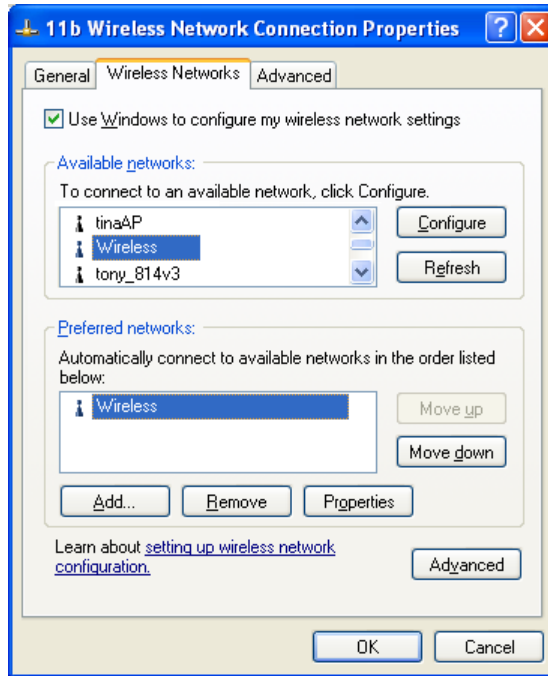 11b Wireless Network Connection Properties
General Wireless Networks Advanced
Use Windows to configure my wireless network settings
Available networks:
To connect to an available network, click Configure.
tinaAP
Wireless
tony_814v3
Configure
Refresh
Preferred networks:
Automatically connect to available networks in the order listed
below:
Wireless
Move up
Move down
Add... Remove Properties
Learn about setting up wireless network
configuration.
Advanced
OK Cancel